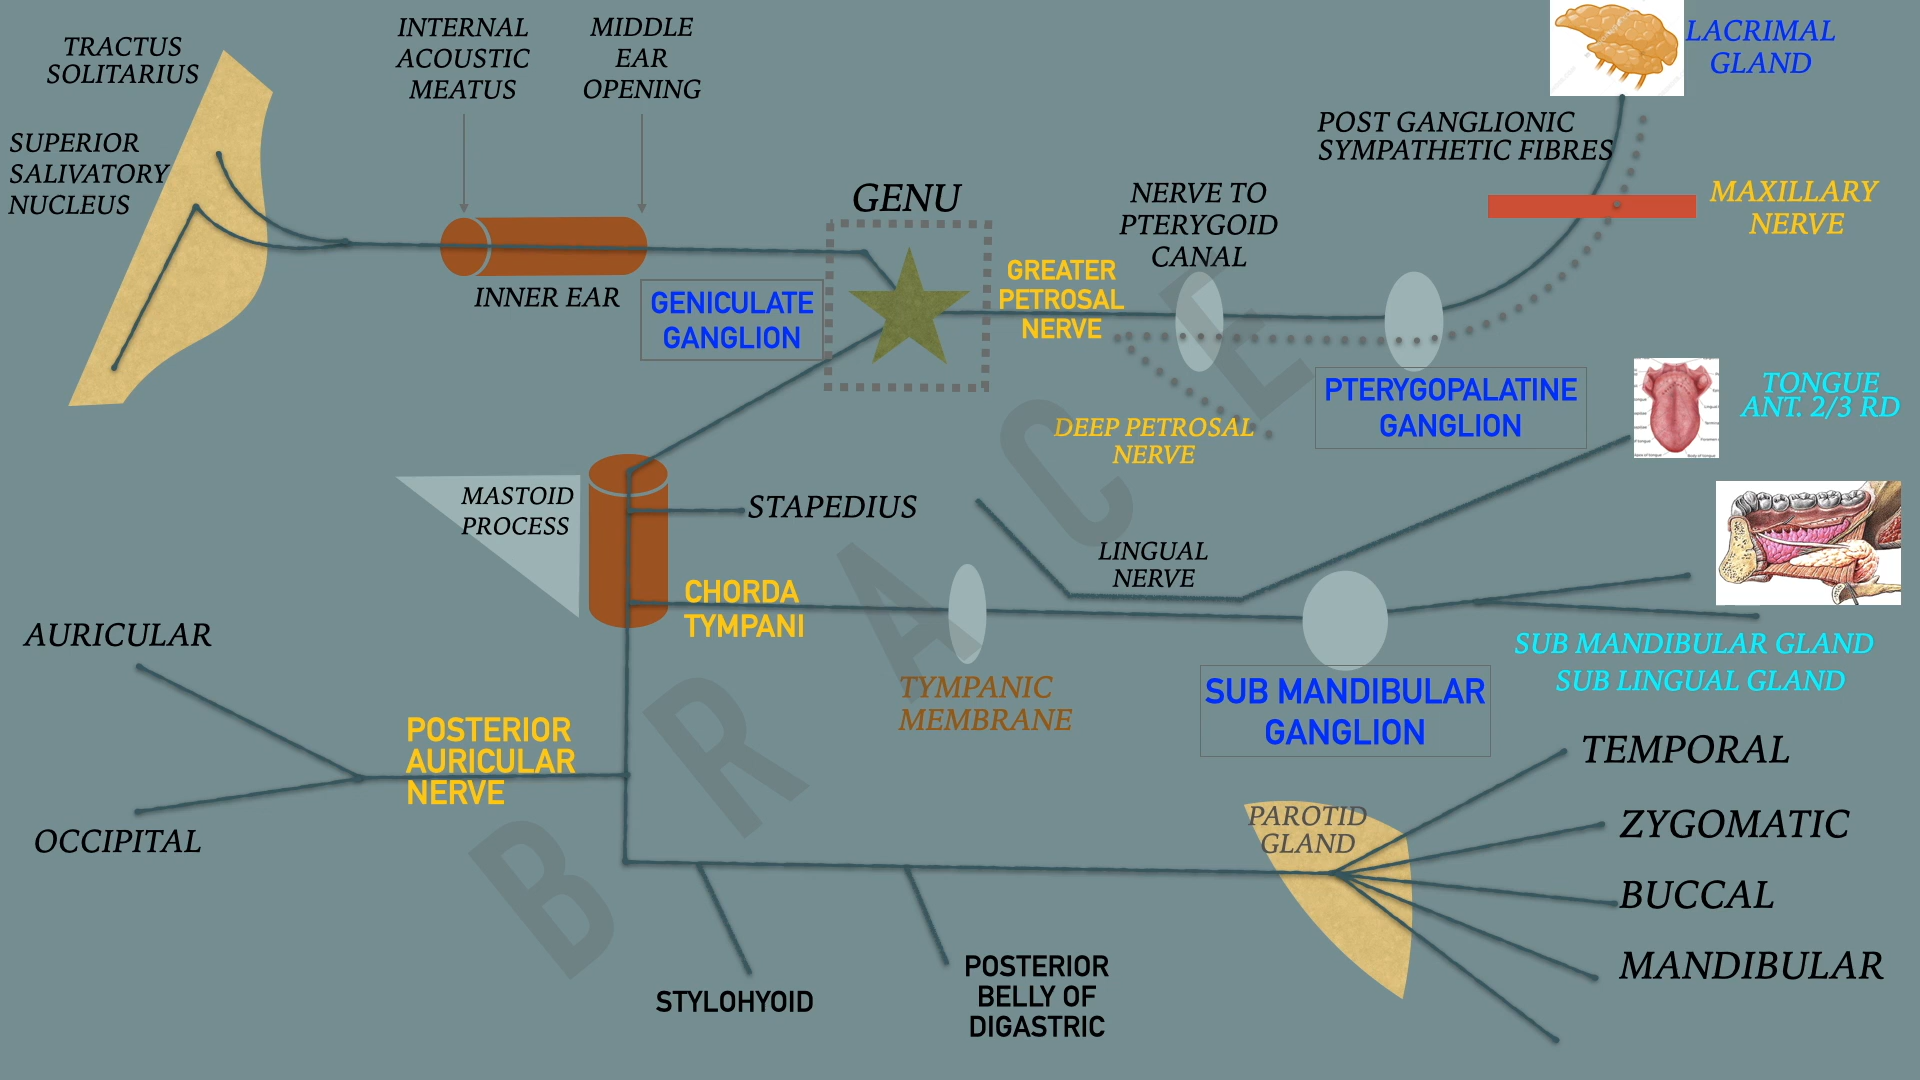 TRACTUS
SOLITARIUS
SUPERIOR
SALIVATORY
NUCLEUS
INTERNAL
ACOUSTIC
MEATUS
MIDDLE
EAR
OPENING
INNER EAR
GENICULATE
GANGLION
GENU
GREATER
PETROSAL
NERVE
NERVE TO
PTERYGOID
CANAL
POST GANGLIONIC
SYMPATHETIC FIBRES
LACRIMAL
GLAND
MAXILLARY
NERVE
DEEP PETROSAL
NERVE
PTERYGOPALATINE
GANGLION
TONGUE
ANT. 2/3 RD
MASTOID
PROCESS
STAPEDIUS
LINGUAL
NERVE
CHORDA
TYMPANI
TYMPANIC
MEMBRANE
SUB MANDIBULAR
GANGLION
SUB MANDIBULAR GLAND
SUB LINGUAL GLAND
AURICULAR
POSTERIOR
AURICULAR
NERVE
OCCIPITAL
PAROTID
GLAND
TEMPORAL
ZYGOMATIC
BUCCAL
MANDIBULAR
STYLOHYOID
POSTERIOR
BELLY OF
DIGASTRIC
BRACE